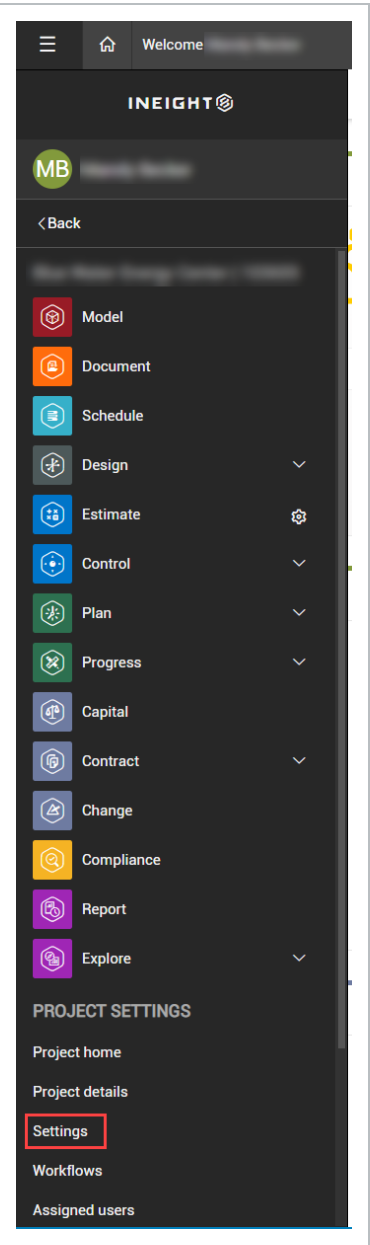 Welcome
INEIGHT
MB
<Back
Model
Document
Schedule
Design
Estimate
Control
Plan
Progress
Capital
Contract
Change
Compliance
Report
Explore
PROJECT SETTINGS
Project home
Project details
Settings
Workflows
Assigned users